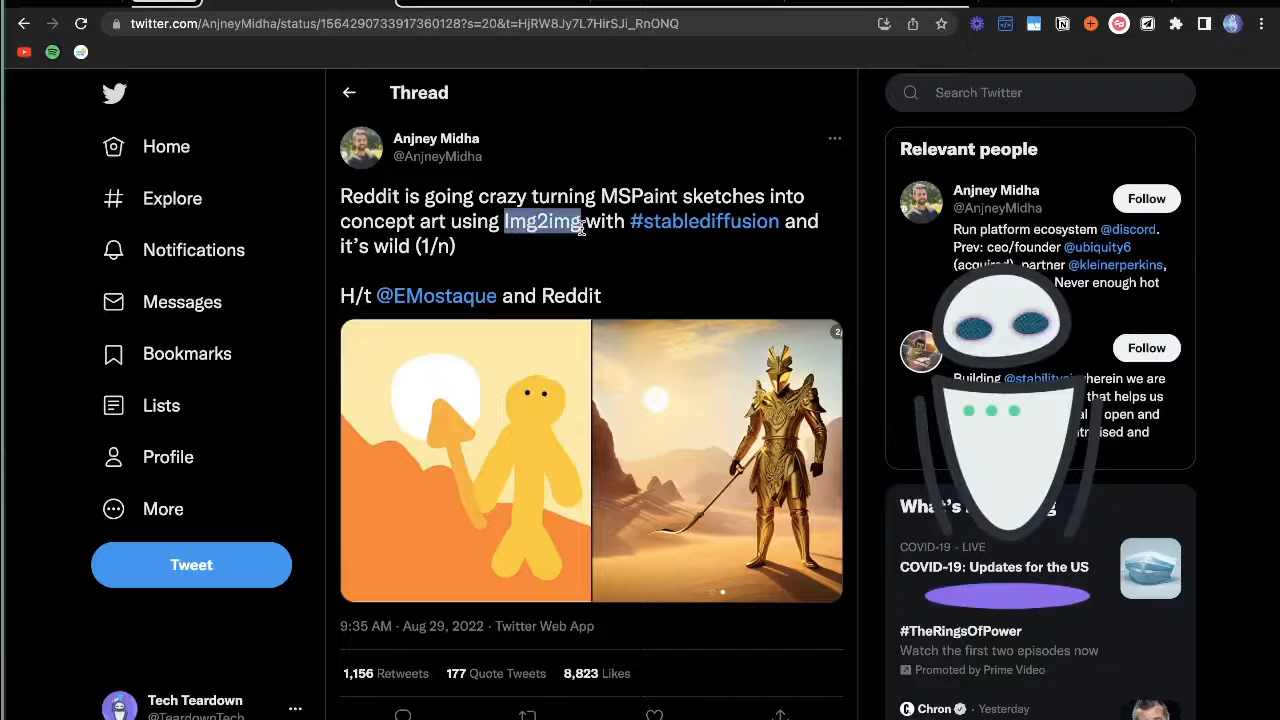 twitter.com/AnjneyMidha/status/1564290733917360128?s=20&t=HjRW8Jy7L7HirSJi_RnONQ
Home
Explore
Notifications
Messages
Bookmarks
Lists
Profile
More
Tweet
Tech Teardown
@TeardownTech
Thread
Anjney Midha
@AnjneyMidha
Reddit is going crazy turning MSPaint sketches into
concept art using Img2img with #stablediffusion and
it’s wild (1/n)
H/t @EMostaque and Reddit
9:35 AM · Aug 29, 2022 · Twitter Web App
1,156 Retweets 177 Quote Tweets 8,823 Likes
Search Twitter
Relevant people
Anjney Midha
@AnjneyMidha
Follow
Run platform ecosystem @discord.
Prev: ceo/founder @ubiquity6
(acquired), partner @kleinerperkins,
Never enough hot
Follow
Building
wherein we are
that helps us
open and
and
What’s
COVID-19 · LIVE
COVID-19: Updates for the US
#TheRingsOfPower
Watch the first two episodes now
Promoted by Prime Video
Chron · Yesterday